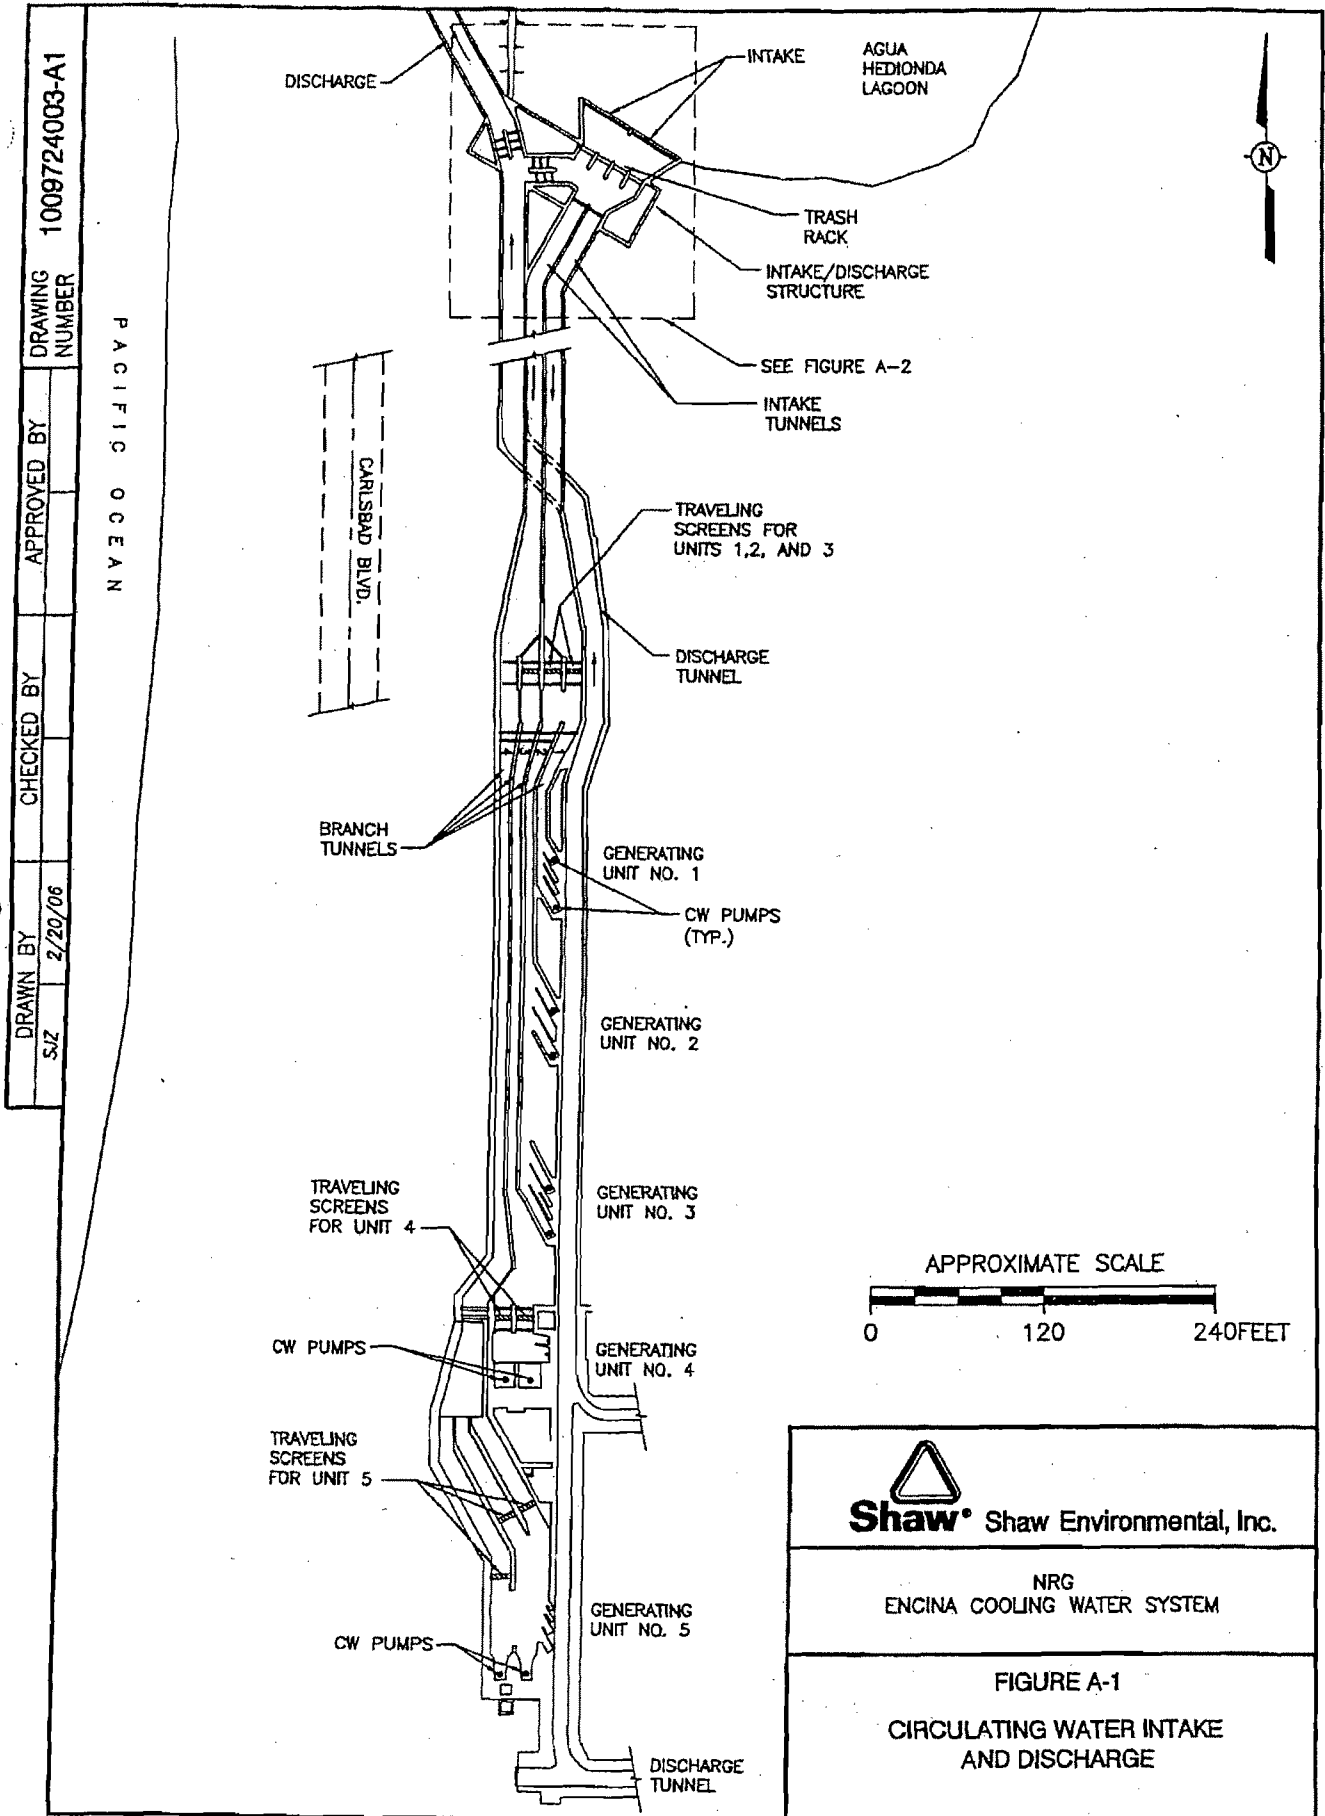 DRAWING
NUMBER
1009724003-A1
APPROVED BY
CHECKED BY
DRAWN BY
2/20/06
SJZ
PACIFIC OCEAN
CARLSBAD BLVD.
DISCHARGE
INTAKE
AGUA
HEDIONDA
LAGOON
N
TRASH
RACK
INTAKE/DISCHARGE
STRUCTURE
SEE FIGURE A-2
INTAKE
TUNNELS
TRAVELING
SCREENS FOR
UNITS 1,2, AND 3
DISCHARGE
TUNNEL
BRANCH
TUNNELS
GENERATING
UNIT NO. 1
CW PUMPS
(TYP.)
GENERATING
UNIT NO. 2
TRAVELING
SCREENS
FOR UNIT 4
GENERATING
UNIT NO. 3
APPROXIMATE SCALE
0 120 240FEET
CW PUMPS
GENERATING
UNIT NO. 4
TRAVELING
SCREENS
FOR UNIT 5
GENERATING
UNIT NO. 5
CW PUMPS
DISCHARGE
TUNNEL
Shaw® Shaw Environmental, Inc.
NRG
ENCINA COOLING WATER SYSTEM
FIGURE A-1
CIRCULATING WATER INTAKE
AND DISCHARGE